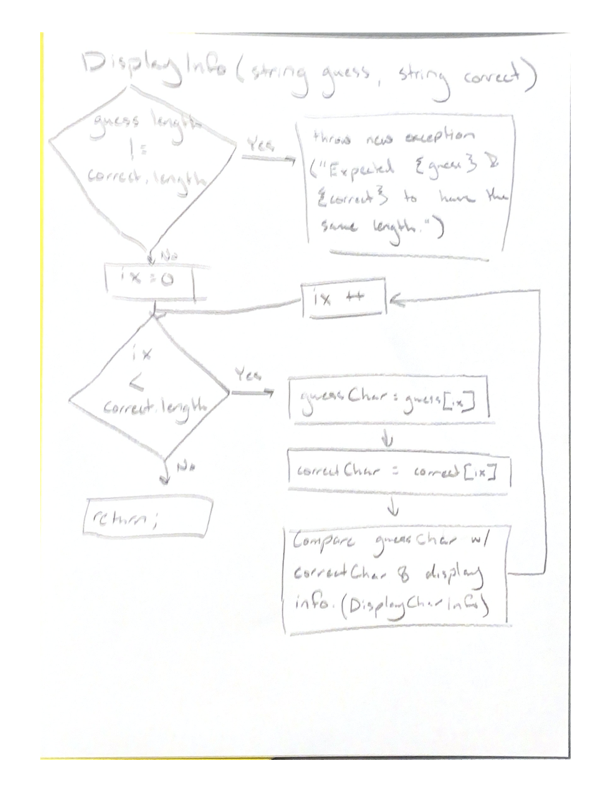 DisplayInfo (string guess, string correct)
guess length
!=
correct.length
Yes
throw new exception
("Expected {guess} &
{correct} to have the
same length.")
No
ix = 0
ix ++
ix
<
correct.length
Yes
guessChar = guess[ix]
No
correctChar = correct[ix]
return;
Compare guessChar w/
correctChar & display
info. (DisplayCharInfo)